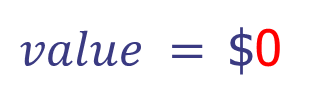 value = $0